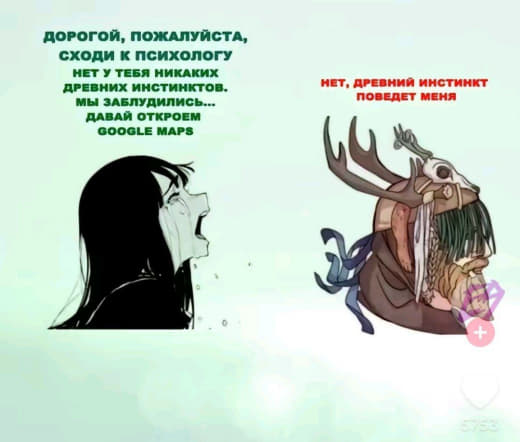 ДОРОГОЙ, ПОЖАЛУЙСТА,
СХОДИ К ПСИХОЛОГУ
НЕТ У ТЕБЯ НИКАКИХ
ДРЕВНИХ ИНСТИНКТОВ.
МЫ ЗАБЛУДИЛИСЬ...
ДАВАЙ ОТКРОЕМ
GOOGLE MAPS
НЕТ, ДРЕВНИЙ ИНСТИНКТ
ПОВЕДЕТ МЕНЯ
5753